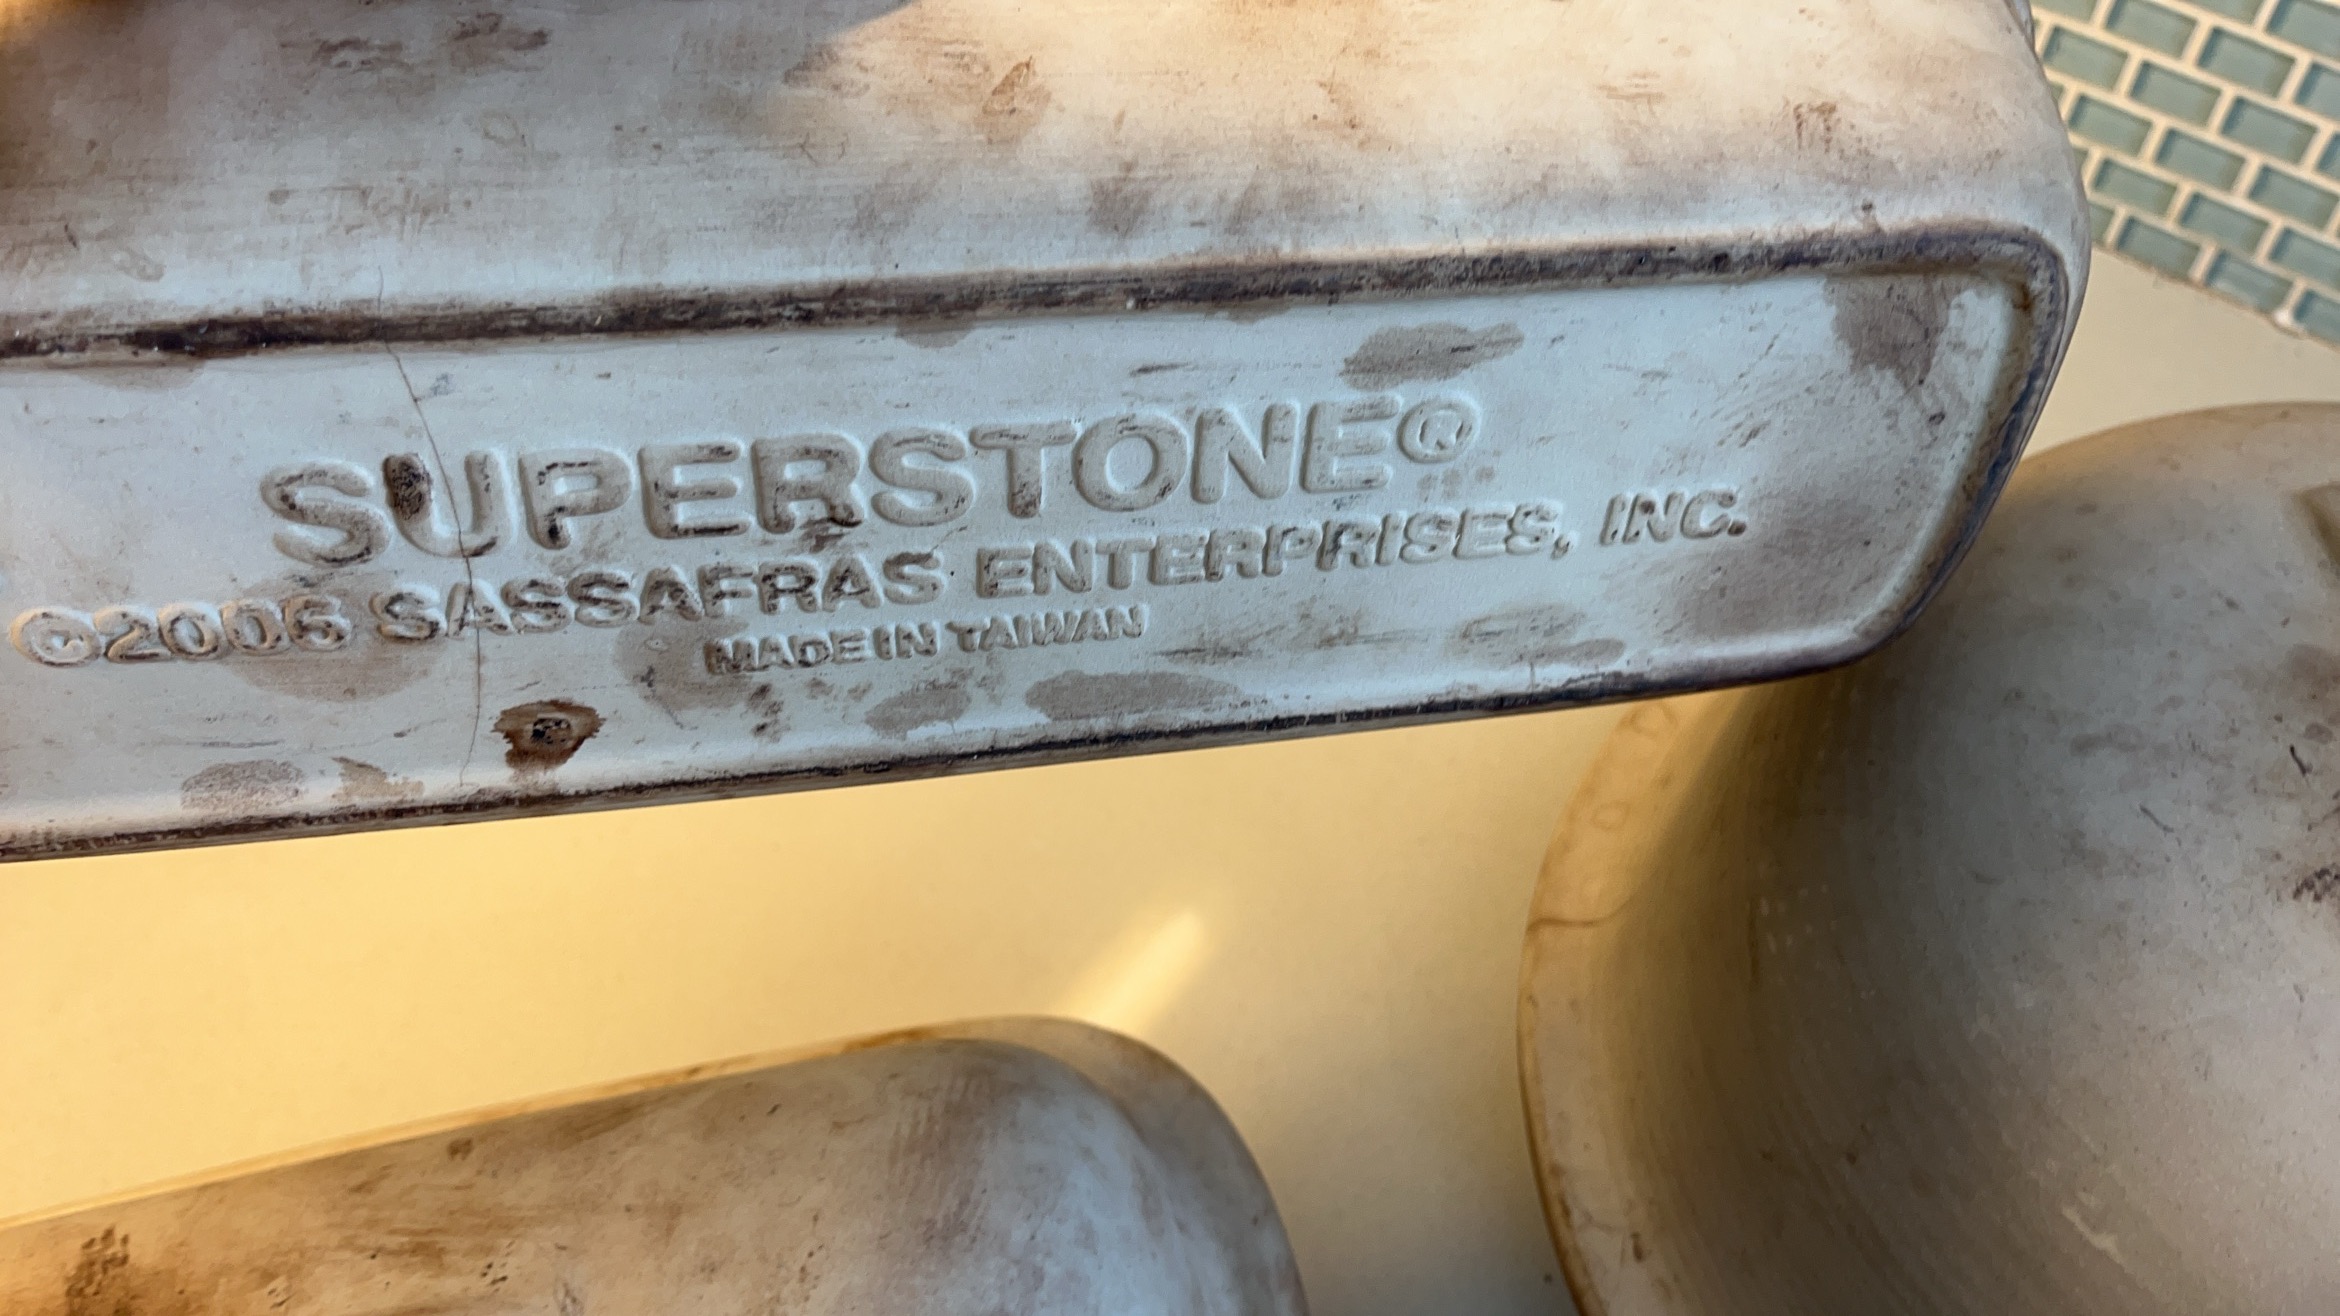 SUPERSTONE®
©2006 SASSAFRAS ENTERPRISES, INC.
MADE IN TAIWAN